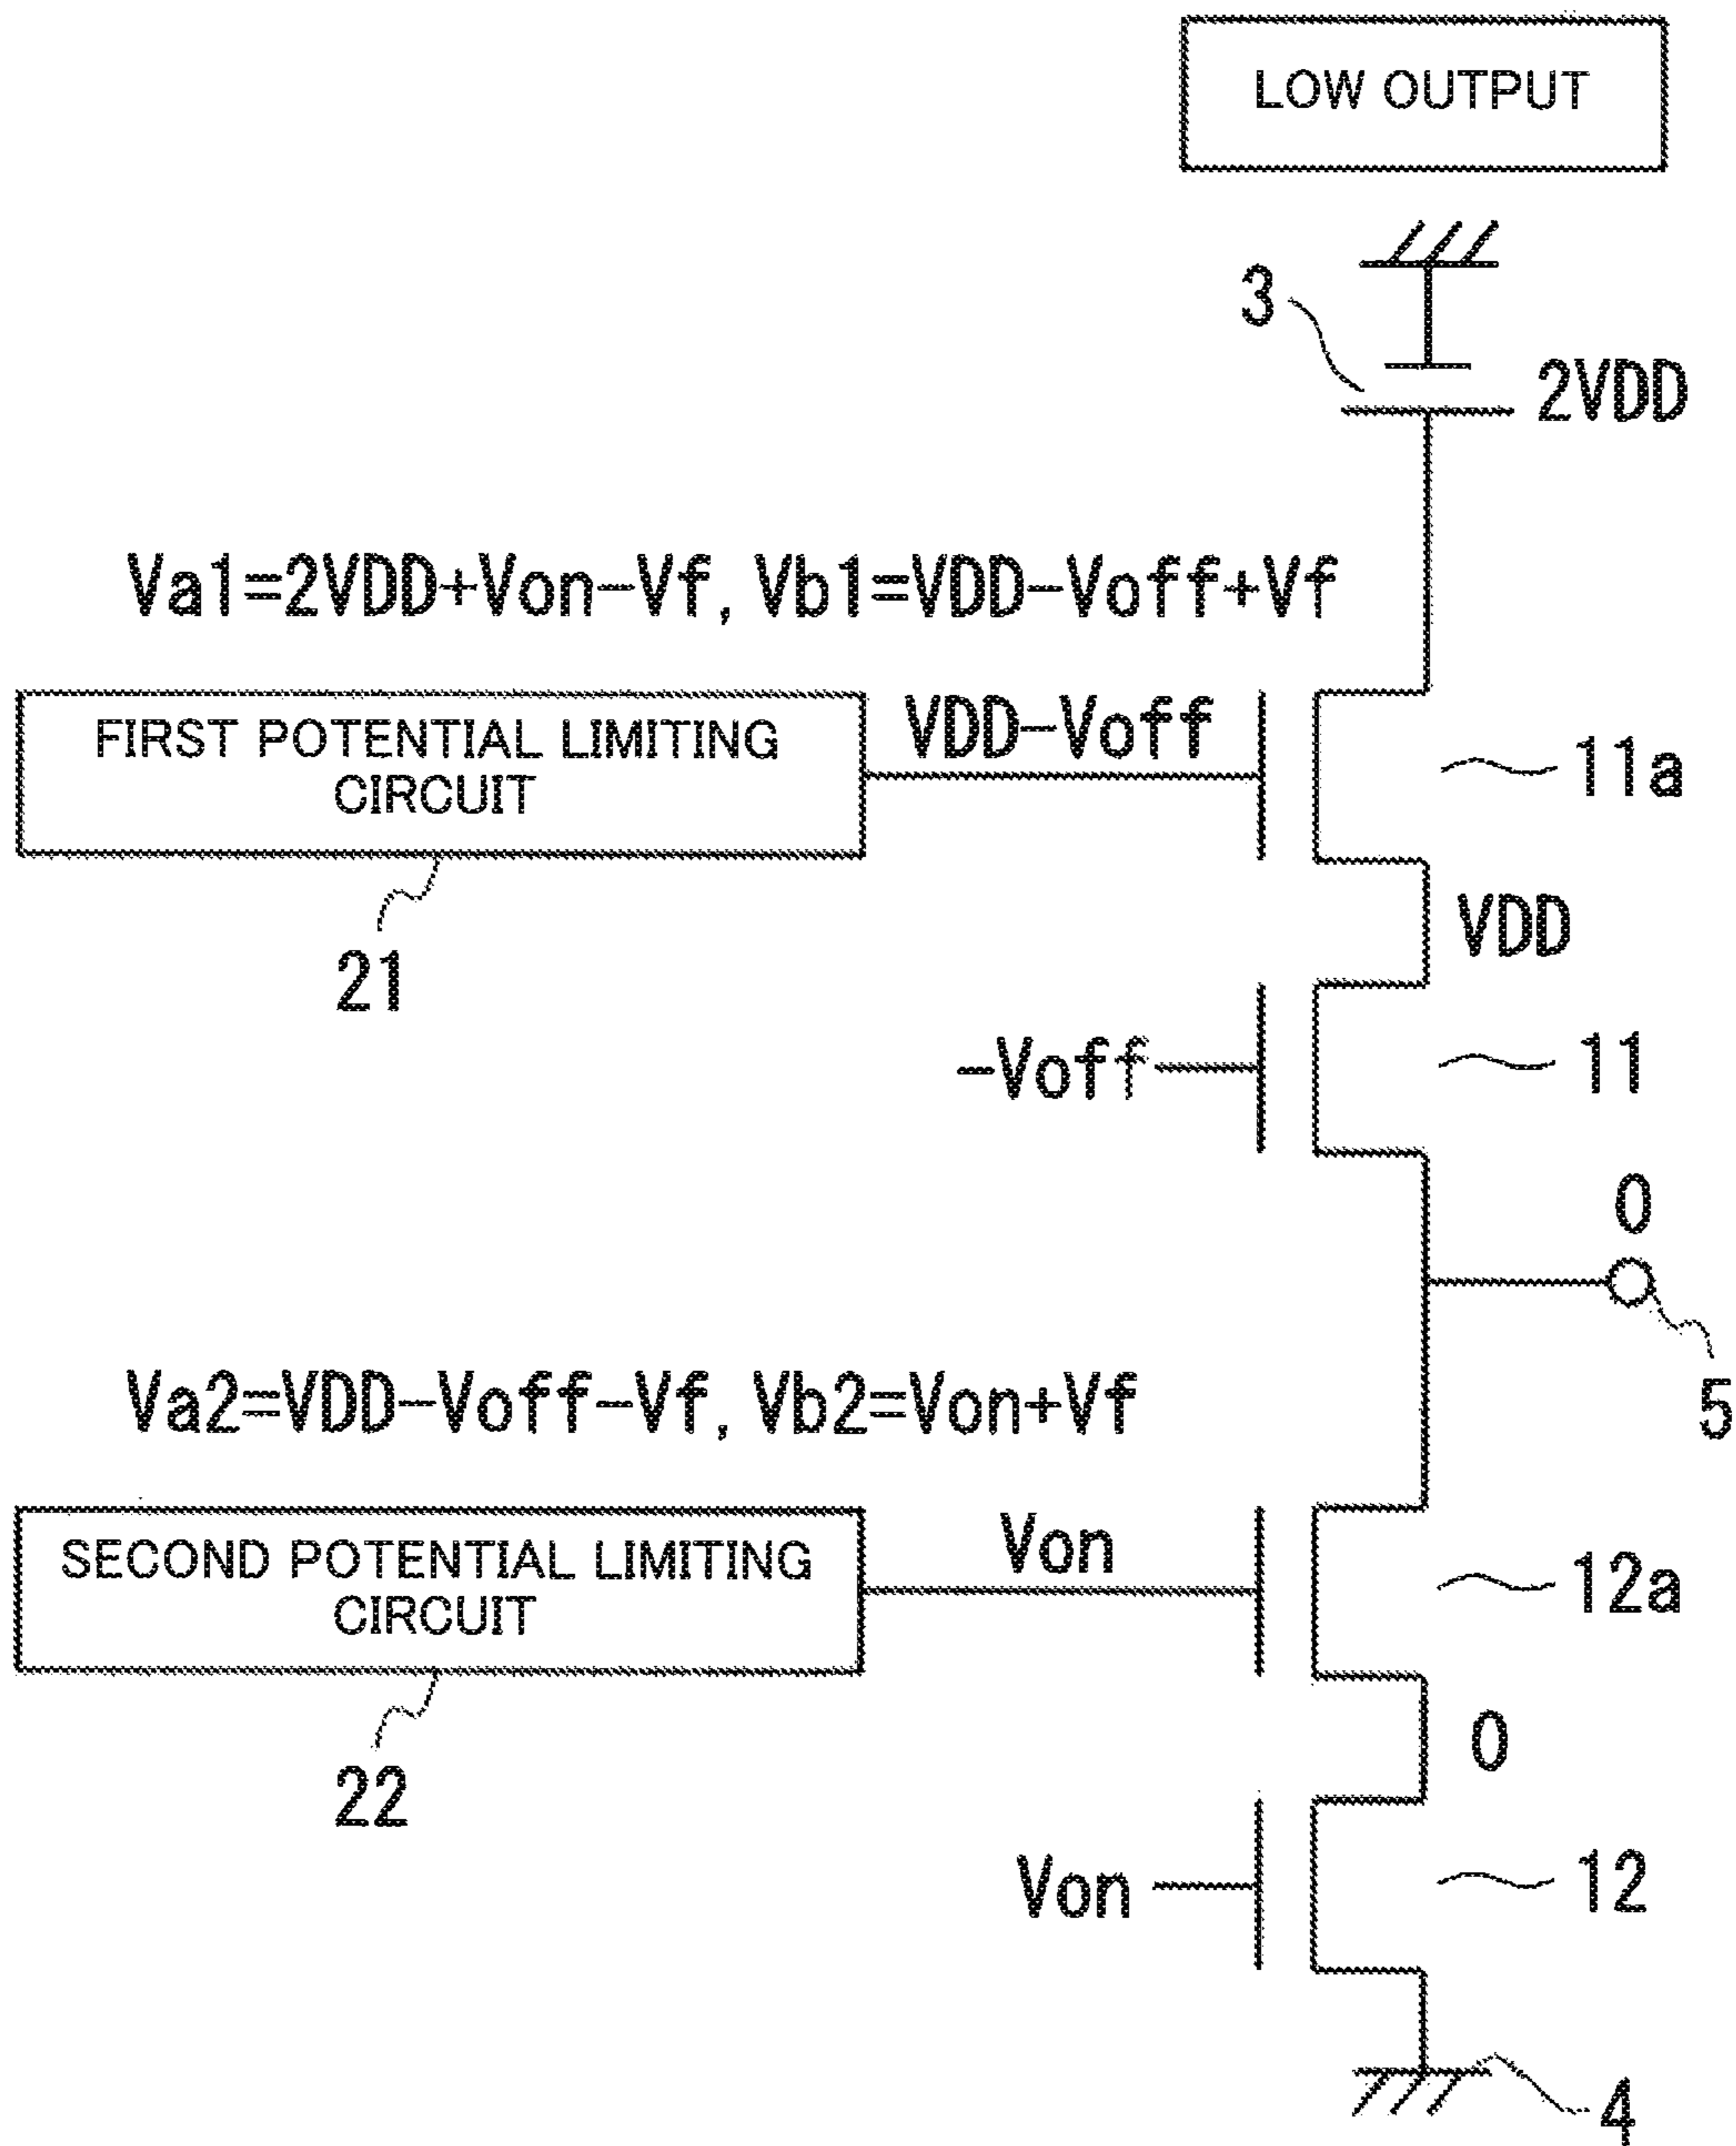 LOW OUTPUT
3
2VDD
Va1=2VDD+Von-Vf, Vb1=VDD-Voff+Vf
FIRST POTENTIAL LIMITING
CIRCUIT
VDD-Voff
11a
21
VDD
-Voff
11
0
5
Va2=VDD-Voff-Vf, Vb2=Von+Vf
SECOND POTENTIAL LIMITING
CIRCUIT
Von
12a
22
0
Von
12
4